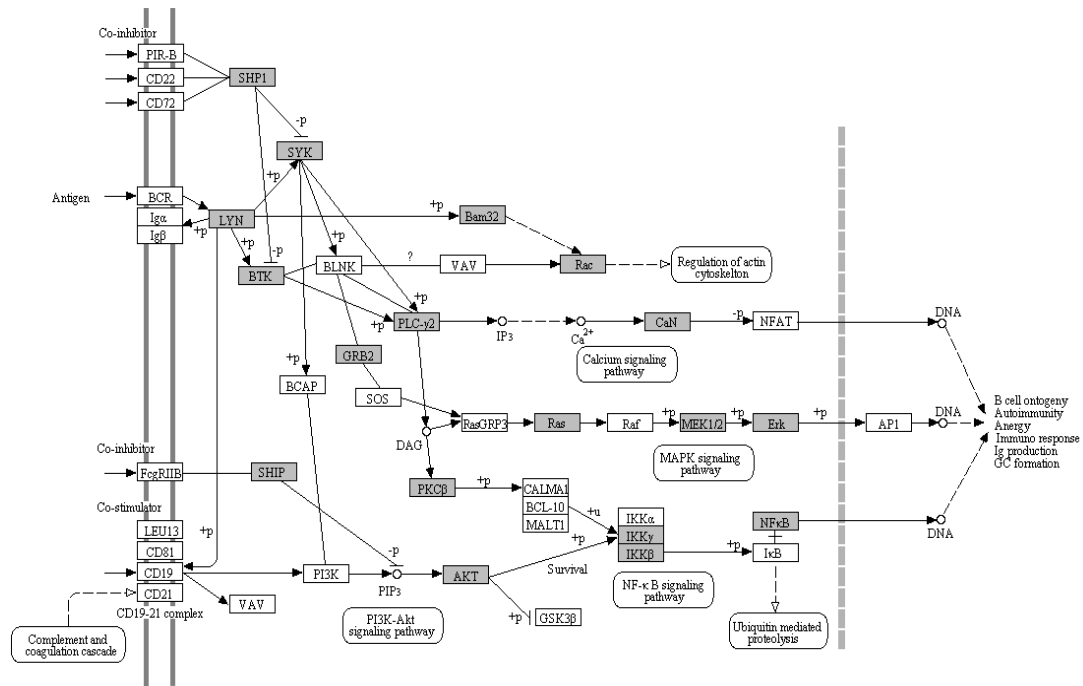 Co-inhibitor
PIR-B
CD22
SHP1
CD72
-p
SYK
+p
Antigen
BCR
Igα
LYN
+p
Bam32
Igβ
+p
+p
-p
+p
?
BTK
BLNK
VAV
Rac
Regulation of actin
cytoskelton
+p
+p
PLC-γ2
IP3
Ca2+
CaN
-p
NFAT
DNA
GRB2
Calcium signaling
pathway
+p
BCAP
SOS
RasGRP3
Ras
Raf
+p
MEK1/2
+p
Erk
+p
AP1
DNA
DAG
B cell ontogeny
Autoimmunity
Anergy
Immuno response
Ig production
GC formation
MAPK signaling
pathway
Co-inhibitor
FcgRIIB
SHIP
PKCβ
+p
CALMA1
BCL-10
MALT1
+u
IKKα
IKKγ
IKKβ
+p
+p
NFκB
IκB
DNA
Co-stimulator
LEU13
+p
CD81
CD19
PI3K
-p
PIP3
AKT
Survival
CD21
VAV
CD19-21 complex
NF-κ B signaling
pathway
+p
GSK3β
PI3K-Akt
signaling pathway
Ubiquitin mediated
proteolysis
Complement and
coagulation cascade